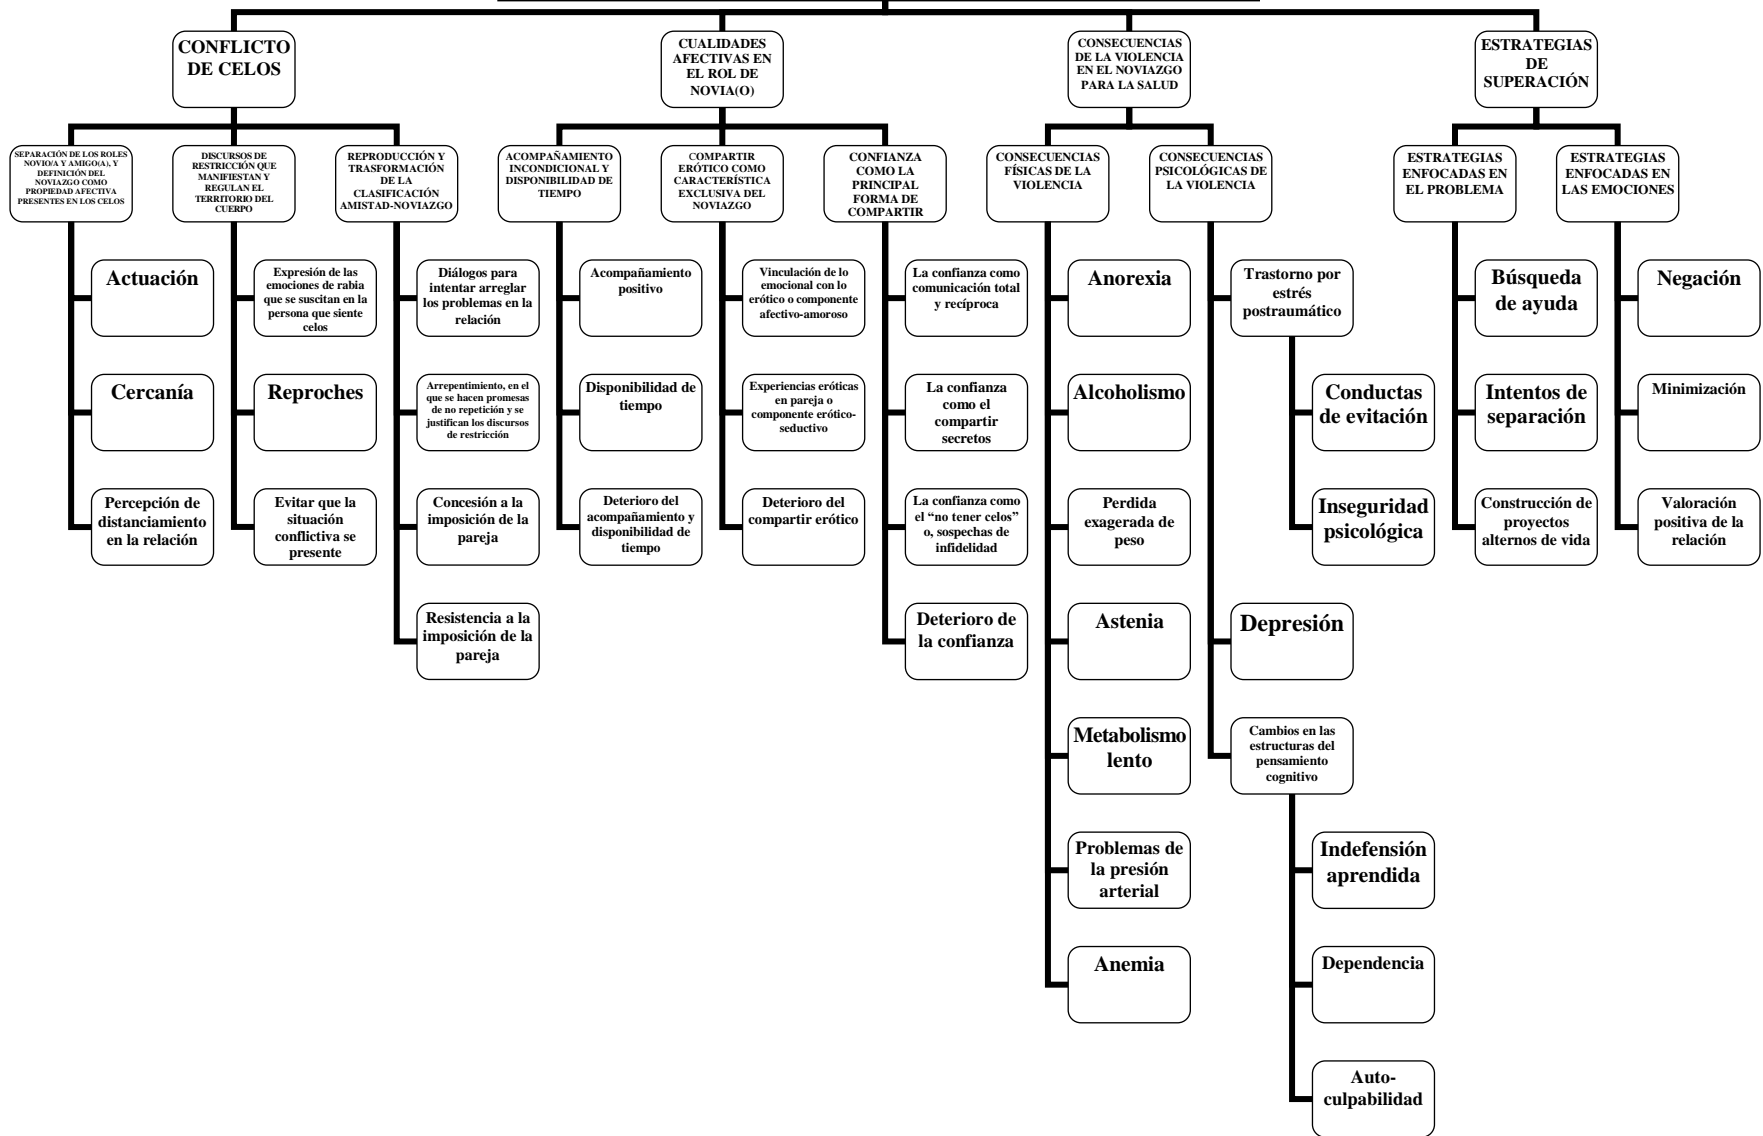 CONFLICTO
DE CELOS
CUALIDADES
AFECTIVAS EN
EL ROL DE
NOVIA(O)
CONSECUENCIAS
DE LA VIOLENCIA
EN EL NOVIAZGO
PARA LA SALUD
ESTRATEGIAS
DE
SUPERACIÓN
SEPARACIÓN DE LOS ROLES
NOVIO/A Y AMIGO(A), Y
DEFINICIÓN DEL
NOVIAZGO COMO
PROPIEDAD AFECTIVA
PRESENTES EN LOS CELOS
DISCURSOS DE
RESTRICCIÓN QUE
MANIFIESTAN Y
REGULAN EL
TERRITORIO DEL
CUERPO
REPRODUCCIÓN Y
TRASFORMACIÓN
DE LA
CLASIFICACIÓN
AMISTAD-NOVIAZGO
ACOMPAÑAMIENTO
INCONDICIONAL Y
DISPONIBILIDAD DE
TIEMPO
COMPARTIR
ERÓTICO COMO
CARACTERÍSTICA
EXCLUSIVA DEL
NOVIAZGO
CONFIANZA
COMO LA
PRINCIPAL
FORMA DE
COMPARTIR
CONSECUENCIAS
FÍSICAS DE LA
VIOLENCIA
CONSECUENCIAS
PSICOLÓGICAS DE
LA VIOLENCIA
ESTRATEGIAS
ENFOCADAS EN
EL PROBLEMA
ESTRATEGIAS
ENFOCADAS EN
LAS EMOCIONES
Actuación
Cercanía
Percepción de
distanciamiento
en la relación
Expresión de las
emociones de rabia
que se suscitan en la
persona que siente
celos
Reproches
Evitar que la
situación
conflictiva se
presente
Diálogos para
intentar arreglar
los problemas en la
relación
Arrepentimiento, en el
que se hacen promesas
de no repetición y se
justifican los discursos
de restricción
Concesión a la
imposición de la
pareja
Resistencia a la
imposición de la
pareja
Acompañamiento
positivo
Disponibilidad de
tiempo
Deterioro del
acompañamiento y
disponibilidad de
tiempo
Vinculación de lo
emocional con lo
erótico o componente
afectivo-amoroso
Experiencias eróticas
en pareja o
componente erótico-
seductivo
Deterioro del
compartir erótico
La confianza como
comunicación total
y recíproca
La confianza
como el
compartir
secretos
La confianza como
el “no tener celos”
o, sospechas de
infidelidad
Deterioro de
la confianza
Anorexia
Alcoholismo
Perdida
exagerada de
peso
Astenia
Metabolismo
lento
Problemas de
la presión
arterial
Anemia
Trastorno por
estrés
postraumático
Conductas
de evitación
Inseguridad
psicológica
Depresión
Cambios en las
estructuras del
pensamiento
cognitivo
Indefensión
aprendida
Dependencia
Auto-
culpabilidad
Búsqueda
de ayuda
Intentos de
separación
Construcción de
proyectos
alternos de vida
Negación
Minimización
Valoración
positiva de la
relación